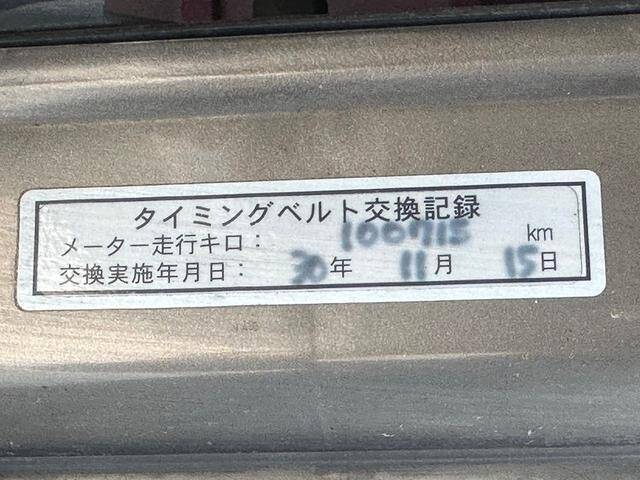 タイミングベルト交換記録
メーター走行キロ： 100715 km
交換実施年月日： 30年 11月 15日